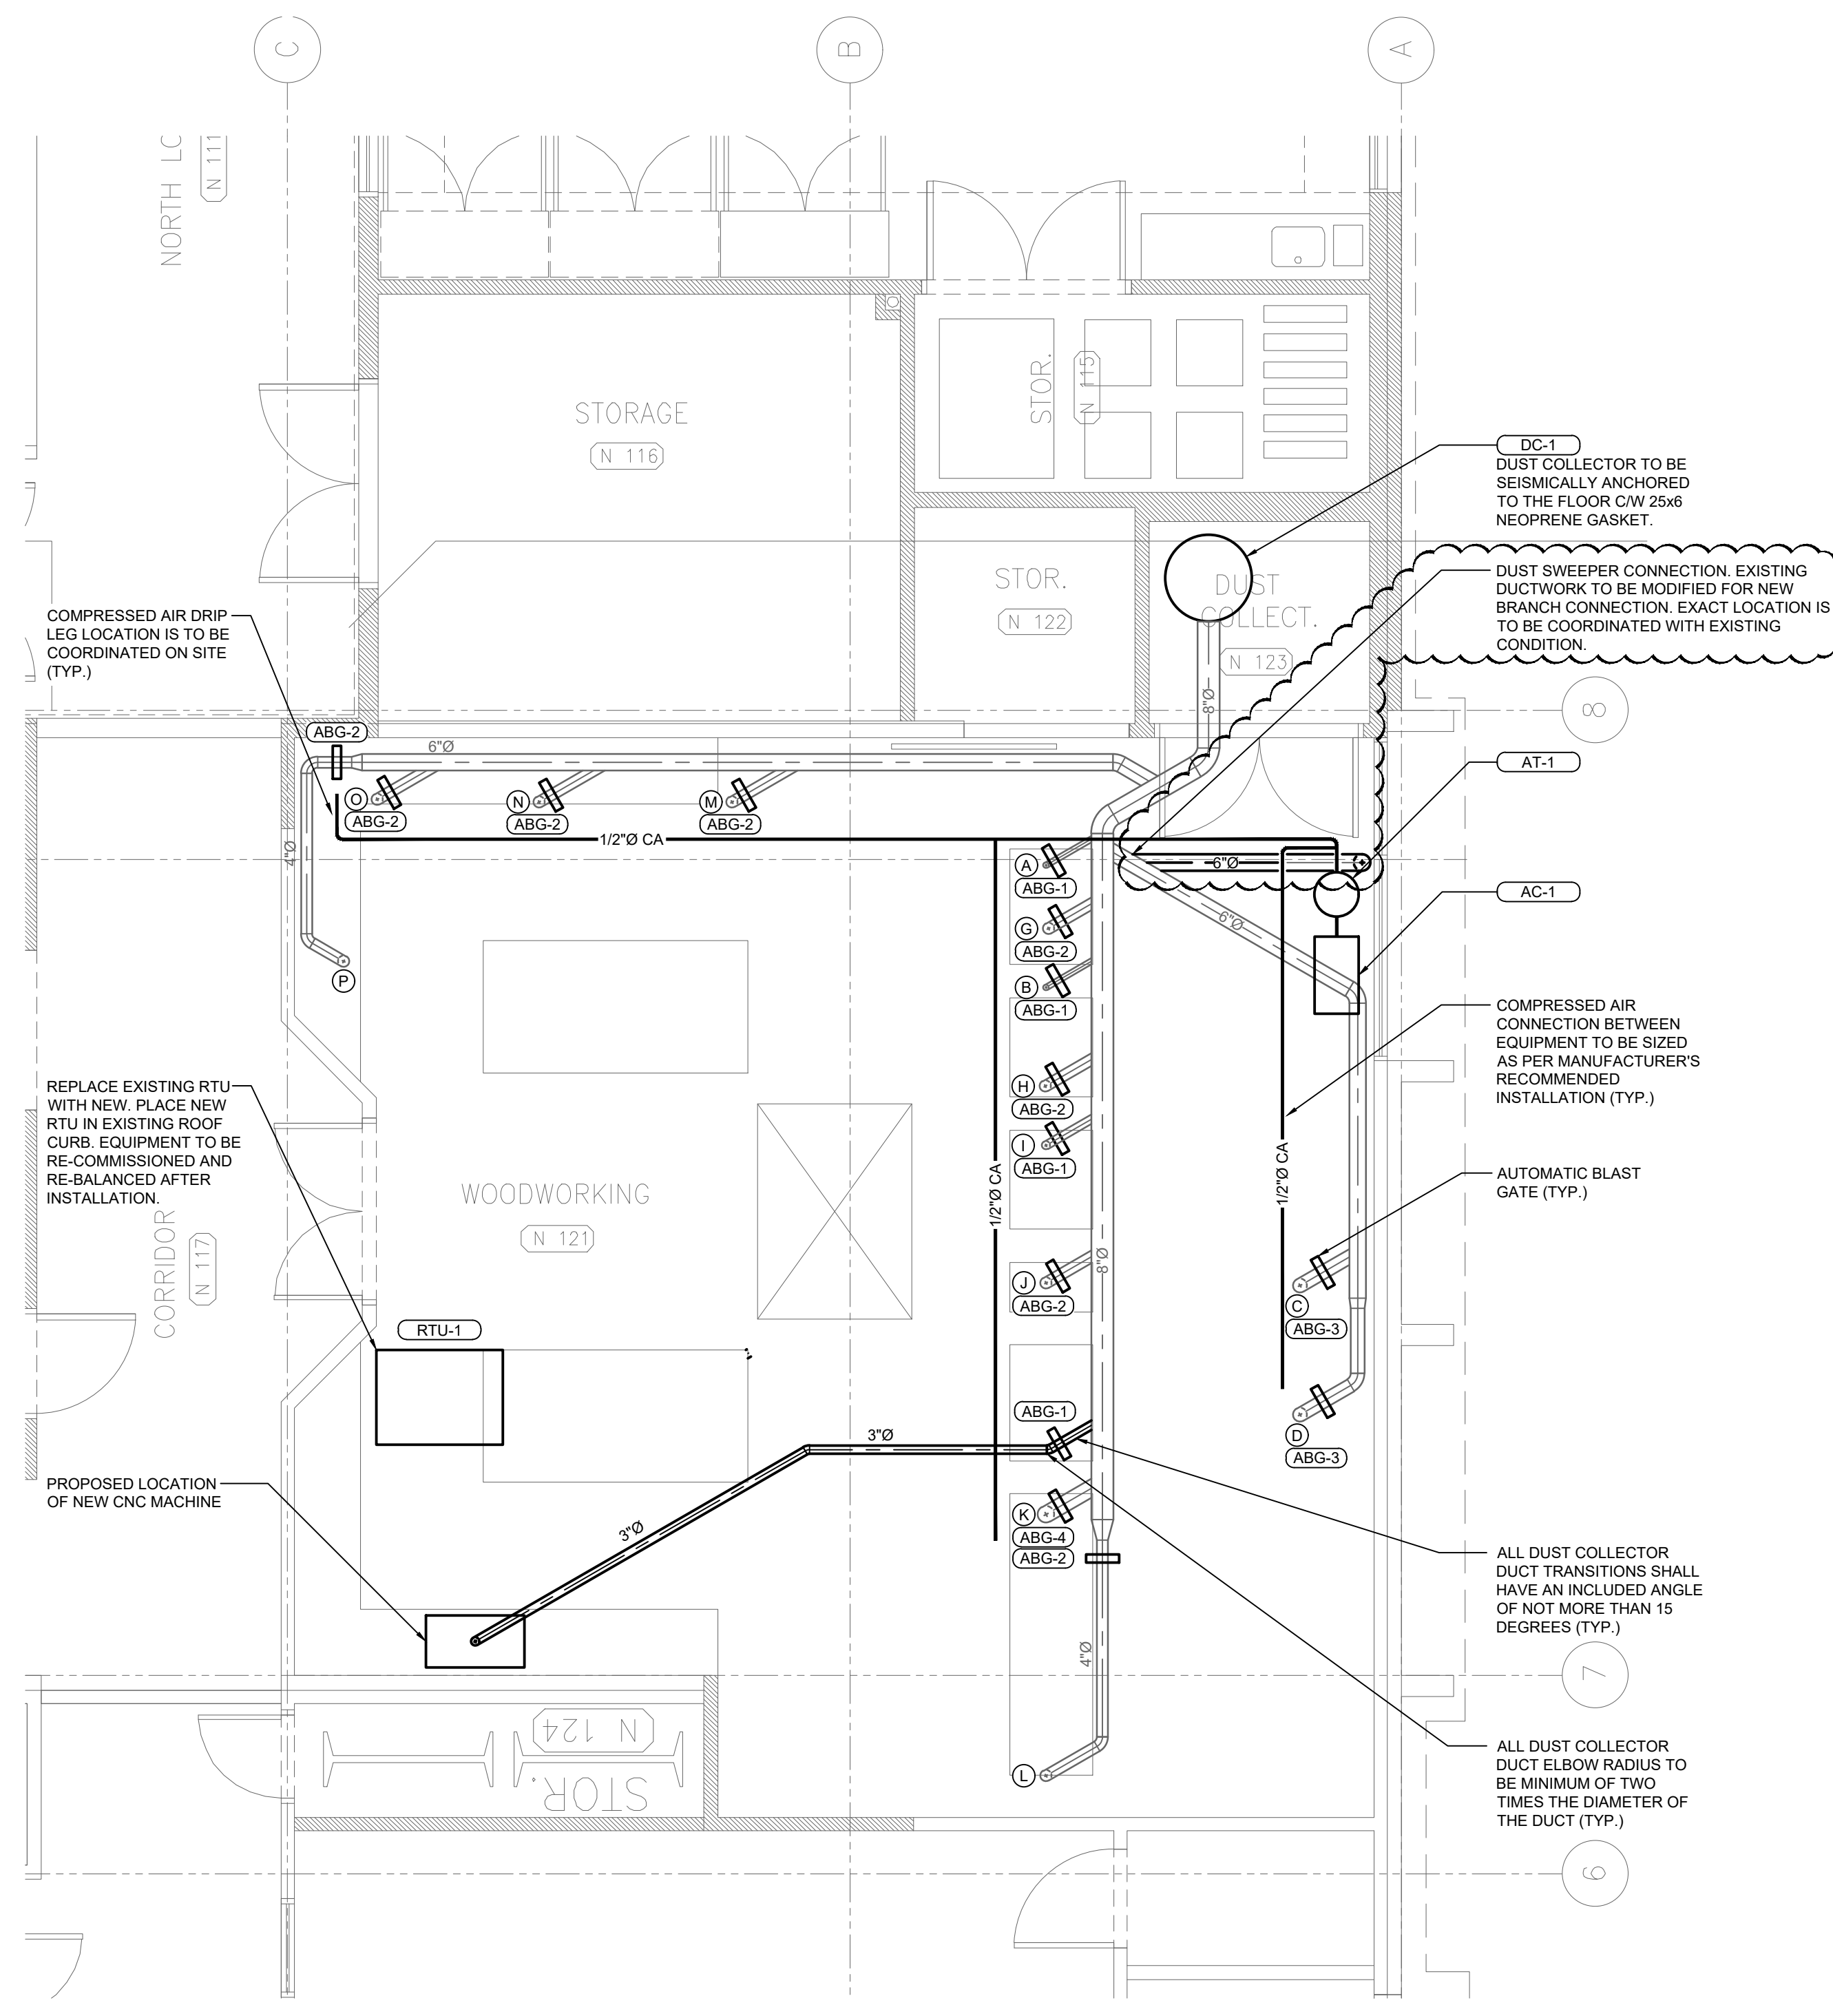 C
B
A
NORTH LC
N 111
STORAGE
N 116
STOR.
N 115
DC-1
DUST COLLECTOR TO BE
SEISMICALLY ANCHORED
TO THE FLOOR C/W 25x6
NEOPRENE GASKET.
STOR.
N 122
DUST
COLLECT.
N 123
DUST SWEEPER CONNECTION. EXISTING
DUCTWORK TO BE MODIFIED FOR NEW
BRANCH CONNECTION. EXACT LOCATION IS
TO BE COORDINATED WITH EXISTING
CONDITION.
COMPRESSED AIR DRIP
LEG LOCATION IS TO BE
COORDINATED ON SITE
(TYP.)
8"Ø
8
ABG-2
6"Ø
AT-1
O
ABG-2
N
ABG-2
M
ABG-2
1/2"Ø CA
4"Ø
A
ABG-1
6"Ø
AC-1
G
ABG-2
6"Ø
B
ABG-1
P
COMPRESSED AIR
CONNECTION BETWEEN
EQUIPMENT TO BE SIZED
AS PER MANUFACTURER'S
RECOMMENDED
INSTALLATION (TYP.)
REPLACE EXISTING RTU
WITH NEW. PLACE NEW
RTU IN EXISTING ROOF
CURB. EQUIPMENT TO BE
RE-COMMISSIONED AND
RE-BALANCED AFTER
INSTALLATION.
H
ABG-2
I
ABG-1
1/2"Ø CA
1/2"Ø CA
AUTOMATIC BLAST
GATE (TYP.)
WOODWORKING
N 121
CORRIDOR
N 117
8"Ø
J
ABG-2
C
ABG-3
RTU-1
ABG-1
3"Ø
D
ABG-3
PROPOSED LOCATION
OF NEW CNC MACHINE
3"Ø
K
ABG-4
ABG-2
ALL DUST COLLECTOR
DUCT TRANSITIONS SHALL
HAVE AN INCLUDED ANGLE
OF NOT MORE THAN 15
DEGREES (TYP.)
4"Ø
7
STOR.
N 124
L
ALL DUST COLLECTOR
DUCT ELBOW RADIUS TO
BE MINIMUM OF TWO
TIMES THE DIAMETER OF
THE DUCT (TYP.)
6